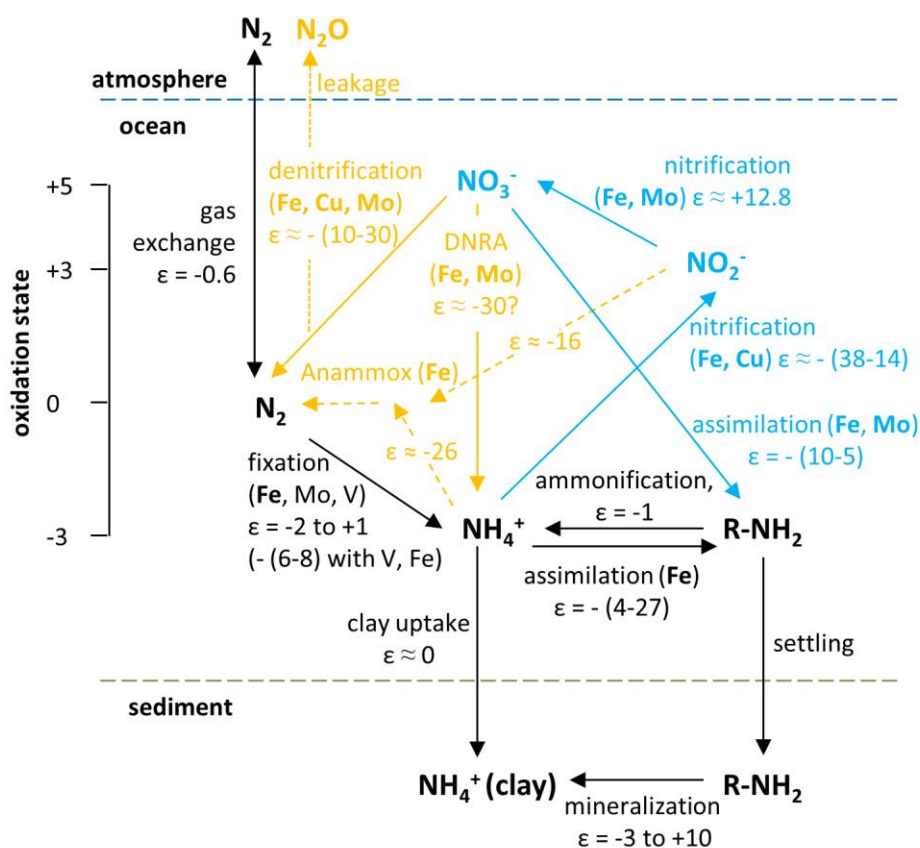 N₂ N₂O
atmosphere
leakage
ocean
oxidation state
+5
+3
0
-3
gas
exchange
ε = -0.6
denitrification
(Fe, Cu, Mo)
ε ≈ - (10-30)
NO₃⁻
DNRA
(Fe, Mo)
ε ≈ -30?
nitrification
(Fe, Mo) ε ≈ +12.8
NO₂⁻
ε ≈ -16
nitrification
(Fe, Cu) ε ≈ - (38-14)
Anammox (Fe)
N₂
ε ≈ -26
assimilation (Fe, Mo)
ε = - (10-5)
fixation
(Fe, Mo, V)
ε = -2 to +1
(- (6-8) with V, Fe)
ammonification,
ε = -1
NH₄⁺
R-NH₂
assimilation (Fe)
ε = - (4-27)
clay uptake
ε ≈ 0
settling
sediment
NH₄⁺ (clay)
R-NH₂
mineralization
ε = -3 to +10